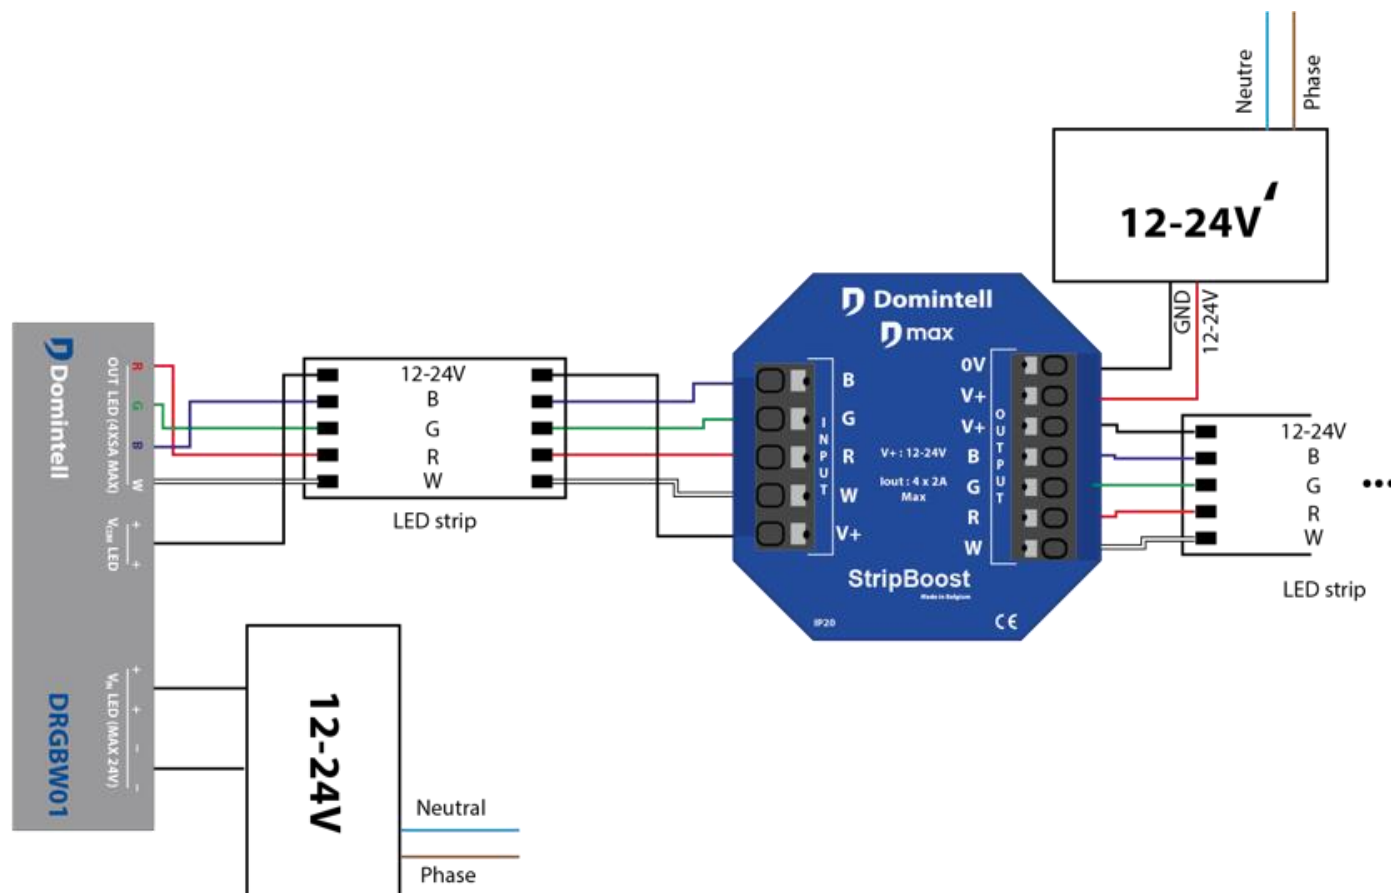 Neutre
Phase
12-24V
GND
12-24V
Domintell
OUT LED (4X5A MAX)
R
G
B
W
VCOM LED
+
+
VIN LED (MAX 24V)
+
+
-
-
DRGBW01
12-24V
B
G
R
W
LED strip
12-24V
Neutral
Phase
Domintell
Dmax
INPUT
B
G
R
W
V+
V+ : 12-24V
Iout : 4 x 2A
Max
OUTPUT
0V
V+
V+
B
G
R
W
StripBoost
Made in Belgium
IP20
CE
12-24V
B
G
R
W
LED strip
•••